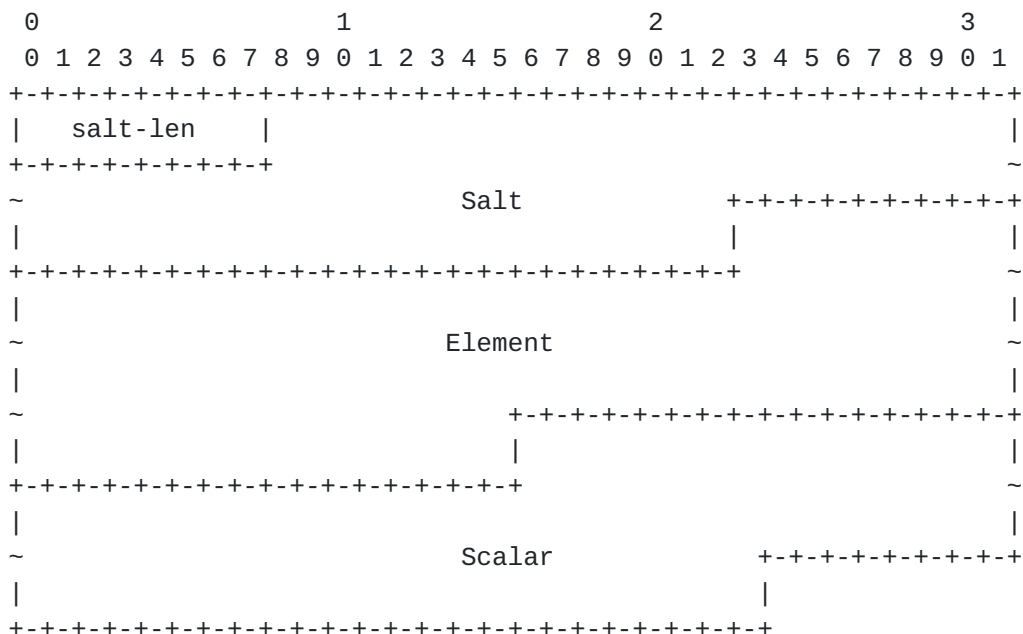 0                   1                   2                   3
 0 1 2 3 4 5 6 7 8 9 0 1 2 3 4 5 6 7 8 9 0 1 2 3 4 5 6 7 8 9 0 1
+-+-+-+-+-+-+-+-+-+-+-+-+-+-+-+-+-+-+-+-+-+-+-+-+-+-+-+-+-+-+-+-+
|   salt-len    |                                               |
+-+-+-+-+-+-+-+-+                                               ~
~                            Salt             +-+-+-+-+-+-+-+-+-+
|                                             |                 |
+-+-+-+-+-+-+-+-+-+-+-+-+-+-+-+-+-+-+-+-+-+-+-+                 ~
|                                                               |
~                           Element                             ~
|                                                               |
~                               +-+-+-+-+-+-+-+-+-+-+-+-+-+-+-+-+
|                               |                               |
+-+-+-+-+-+-+-+-+-+-+-+-+-+-+-+-+                               ~
|                                                               |
~                            Scalar             +-+-+-+-+-+-+-+-+
|                                               |
+-+-+-+-+-+-+-+-+-+-+-+-+-+-+-+-+-+-+-+-+-+-+-+-+